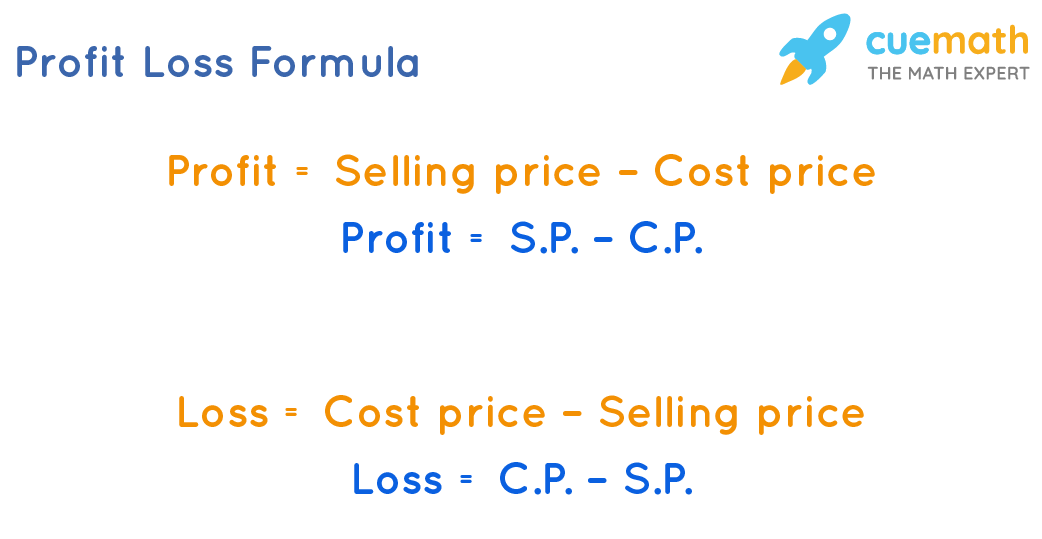 Profit Loss Formula
cuemath
THE MATH EXPERT
Profit = Selling price – Cost price
Profit = S.P. – C.P.
Loss = Cost price – Selling price
Loss = C.P. – S.P.